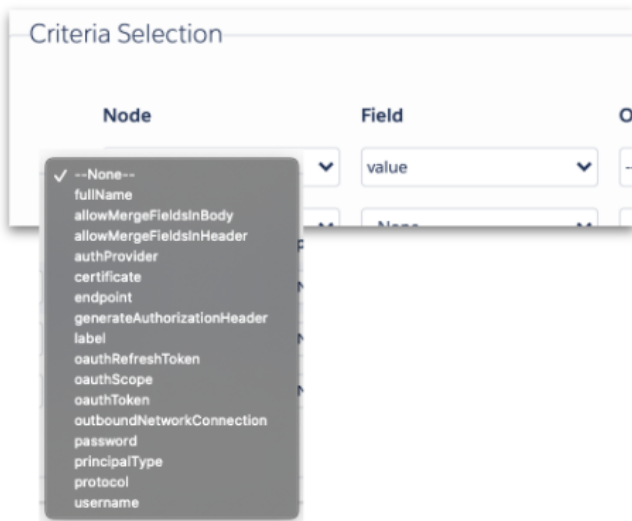 Criteria Selection
Node Field
--None-- value
fullName
allowMergeFieldsInBody
allowMergeFieldsInHeader
authProvider
certificate
endpoint
generateAuthorizationHeader
label
oauthRefreshToken
oauthScope
oauthToken
outboundNetworkConnection
password
principalType
protocol
username